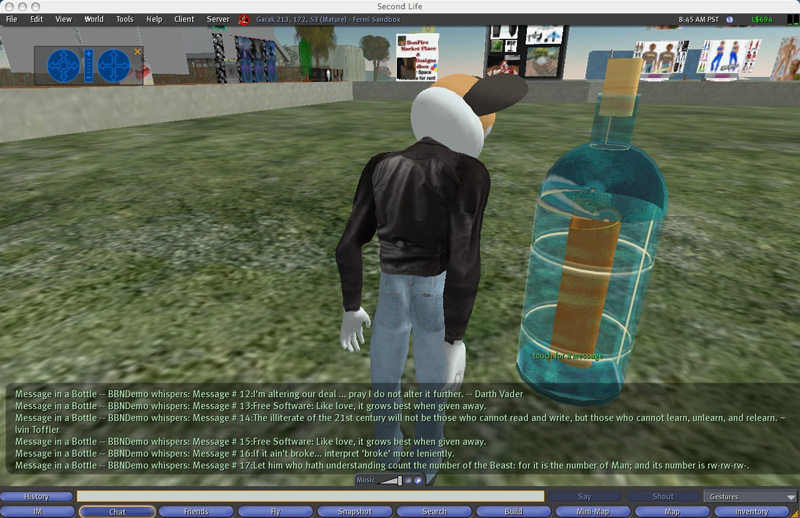 Second Life
File Edit View World Tools Help Client Server Garak 213, 172, 53 (Mature) - Fermi Sandbox 8:45 AM PST L$694
BonFire
Market Place
touch for a message
Message in a Bottle -- BBNDemo whispers: Message # 12:I'm altering our deal ... pray I do not alter it further. -- Darth Vader
Message in a Bottle -- BBNDemo whispers: Message # 13:Free Software: Like love, it grows best when given away.
Message in a Bottle -- BBNDemo whispers: Message # 14:The illiterate of the 21st century will not be those who cannot read and write, but those who cannot learn, unlearn, and relearn. ~
lvin Toffler
Message in a Bottle -- BBNDemo whispers: Message # 15:Free Software: Like love, it grows best when given away.
Message in a Bottle -- BBNDemo whispers: Message # 16:If it ain't broke... interpret 'broke' more leniently.
Message in a Bottle -- BBNDemo whispers: Message # 17:Let him who hath understanding count the number of the Beast: for it is the number of Man; and its number is rw-rw-rw-.
Music
History Say Shout Gestures
IM Chat Friends Fly Snapshot Search Build Mini-Map Map Inventory